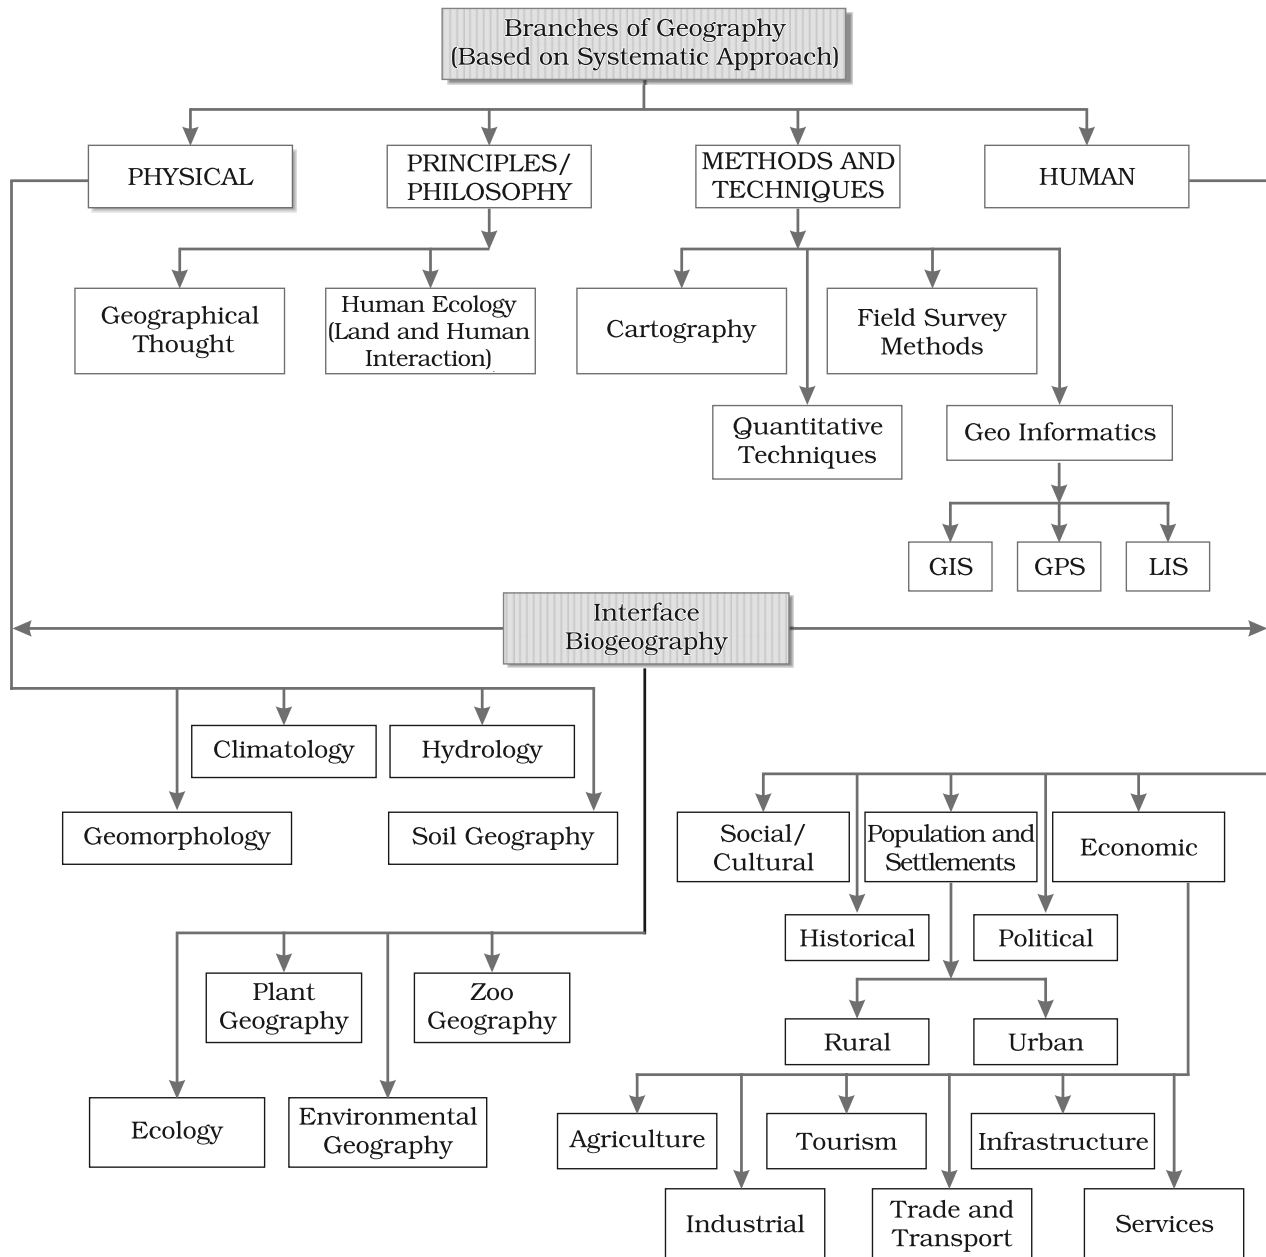 Branches of Geography
(Based on Systematic Approach)
PHYSICAL
PRINCIPLES/
PHILOSOPHY
METHODS AND
TECHNIQUES
HUMAN
Geographical
Thought
Human Ecology
(Land and Human
Interaction)
Cartography
Field Survey
Methods
Quantitative
Techniques
Geo Informatics
GIS
GPS
LIS
Interface
Biogeography
Climatology
Hydrology
Geomorphology
Soil Geography
Social/
Cultural
Population and
Settlements
Economic
Historical
Political
Plant
Geography
Zoo
Geography
Rural
Urban
Ecology
Environmental
Geography
Agriculture
Tourism
Infrastructure
Industrial
Trade and
Transport
Services